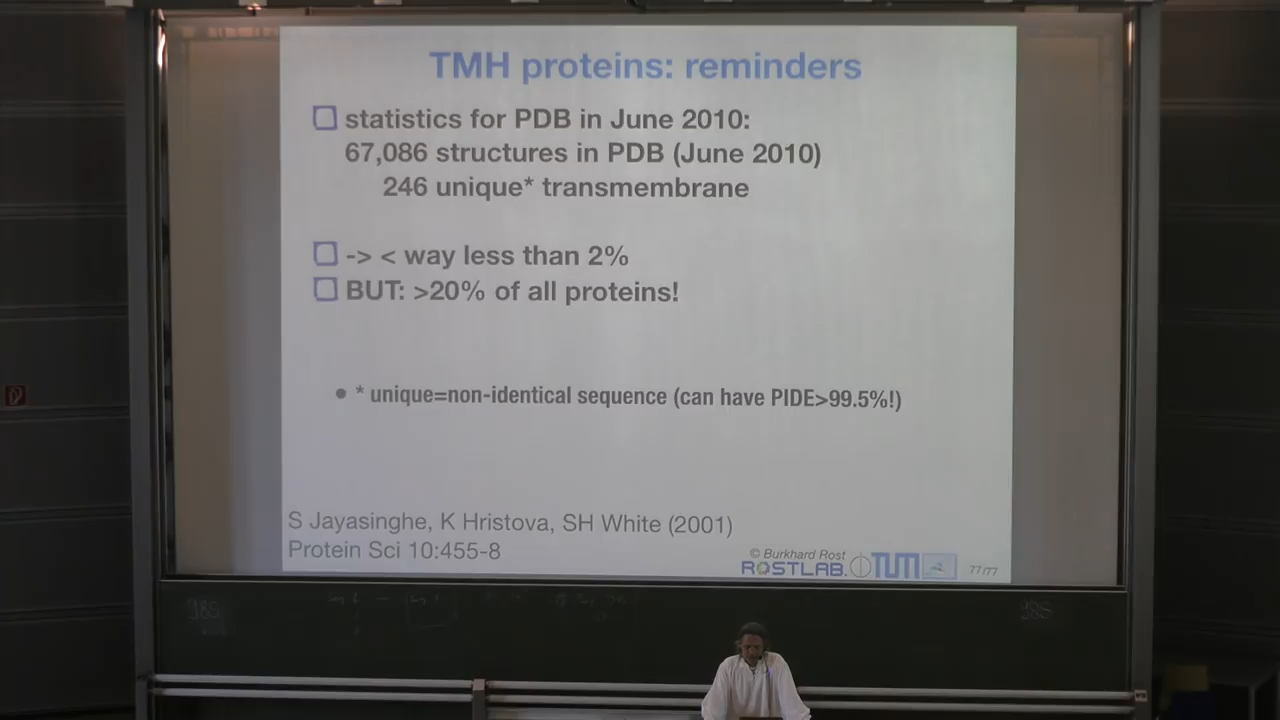 TMH proteins: reminders
statistics for PDB in June 2010:
67,086 structures in PDB (June 2010)
246 unique* transmembrane
-> < way less than 2%
BUT: >20% of all proteins!
* unique=non-identical sequence (can have PIDE>99.5%!)
S Jayasinghe, K Hristova, SH White (2001)
Protein Sci 10:455-8
© Burkhard Rost
ROSTLAB. TUM
77/77